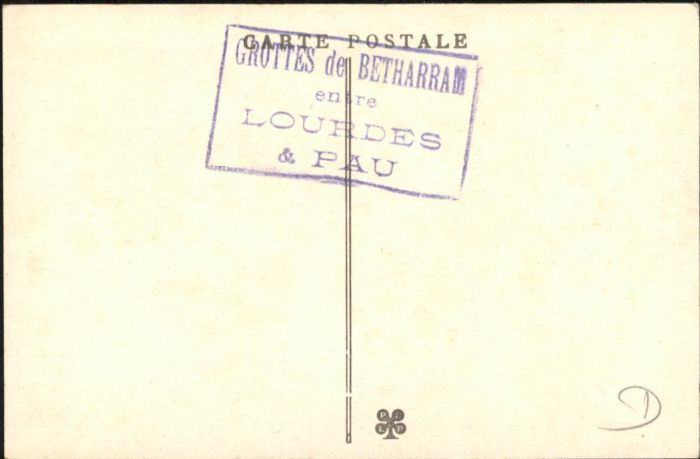 CARTE POSTALE
GROTTES de BETHARRAM
entre
LOURDES
& PAU
D